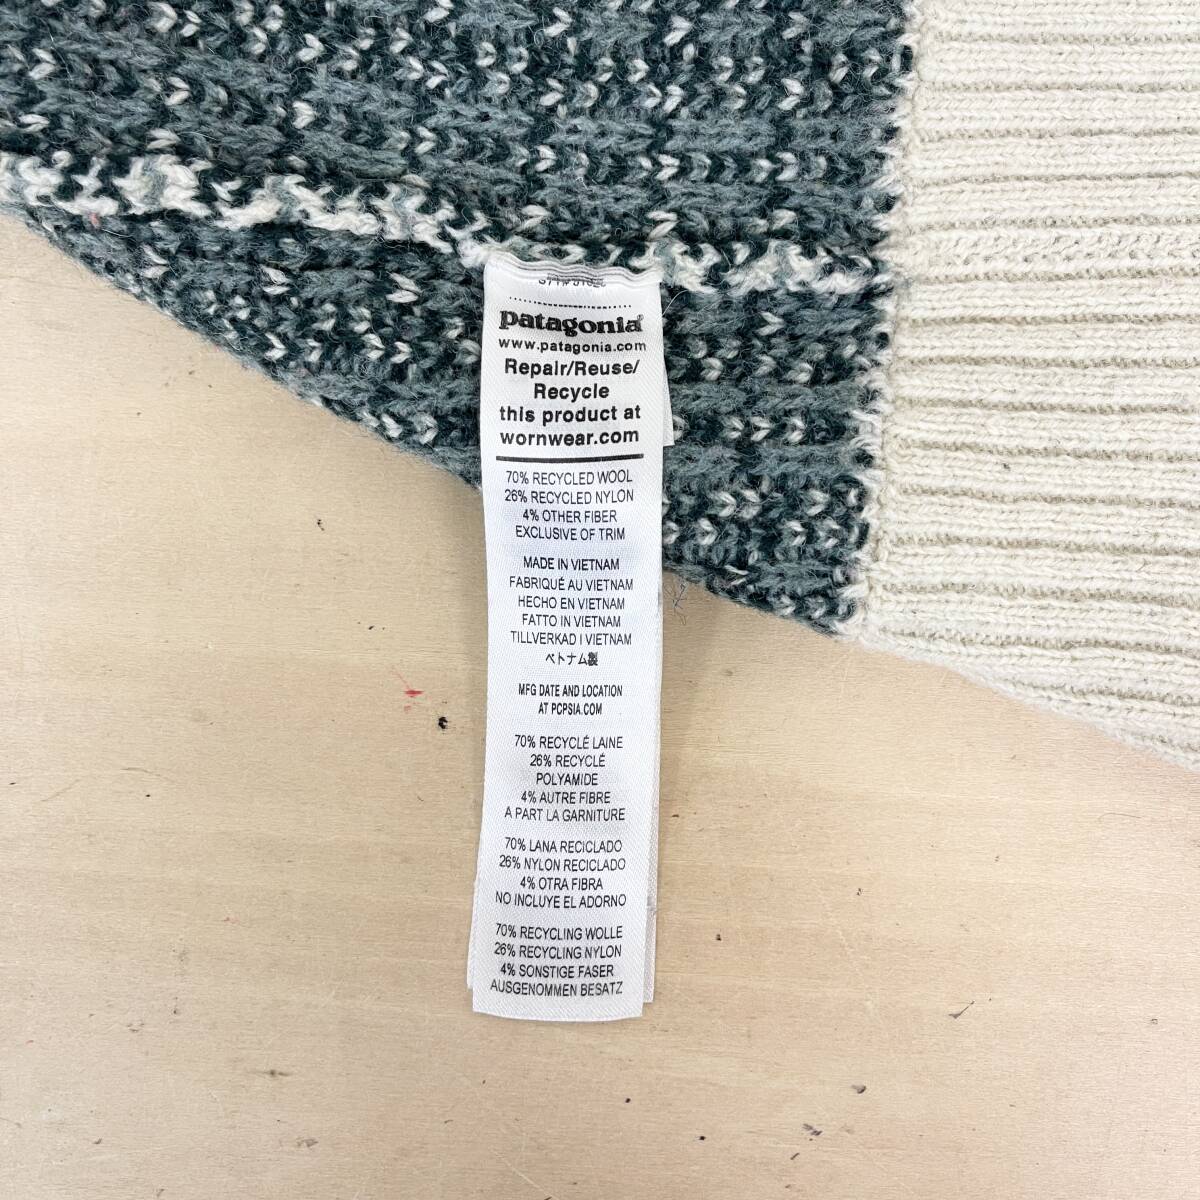 patagonia®
www.patagonia.com
Repair/Reuse/
Recycle
this product at
wornwear.com
70% RECYCLED WOOL
26% RECYCLED NYLON
4% OTHER FIBER
EXCLUSIVE OF TRIM
MADE IN VIETNAM
FABRIQUÉ AU VIETNAM
HECHO EN VIETNAM
FATTO IN VIETNAM
TILLVERKAD I VIETNAM
ベトナム製
MFG DATE AND LOCATION
AT PCPSIA.COM
70% RECYCLÉ LAINE
26% RECYCLÉ
POLYAMIDE
4% AUTRE FIBRE
A PART LA GARNITURE
70% LANA RECICLADO
26% NYLON RECICLADO
4% OTRA FIBRA
NO INCLUYE EL ADORNO
70% RECYCLING WOLLE
26% RECYCLING NYLON
4% SONSTIGE FASER
AUSGENOMMEN BESATZ